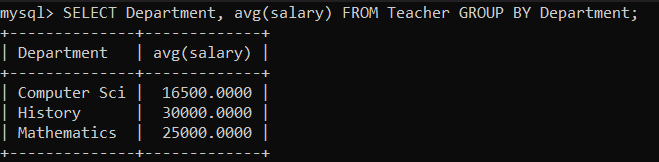 mysql> SELECT Department, avg(salary) FROM Teacher GROUP BY Department;
+--------------+-------------+
| Department   | avg(salary) |
+--------------+-------------+
| Computer Sci |  16500.0000 |
| History      |  30000.0000 |
| Mathematics  |  25000.0000 |
+--------------+-------------+